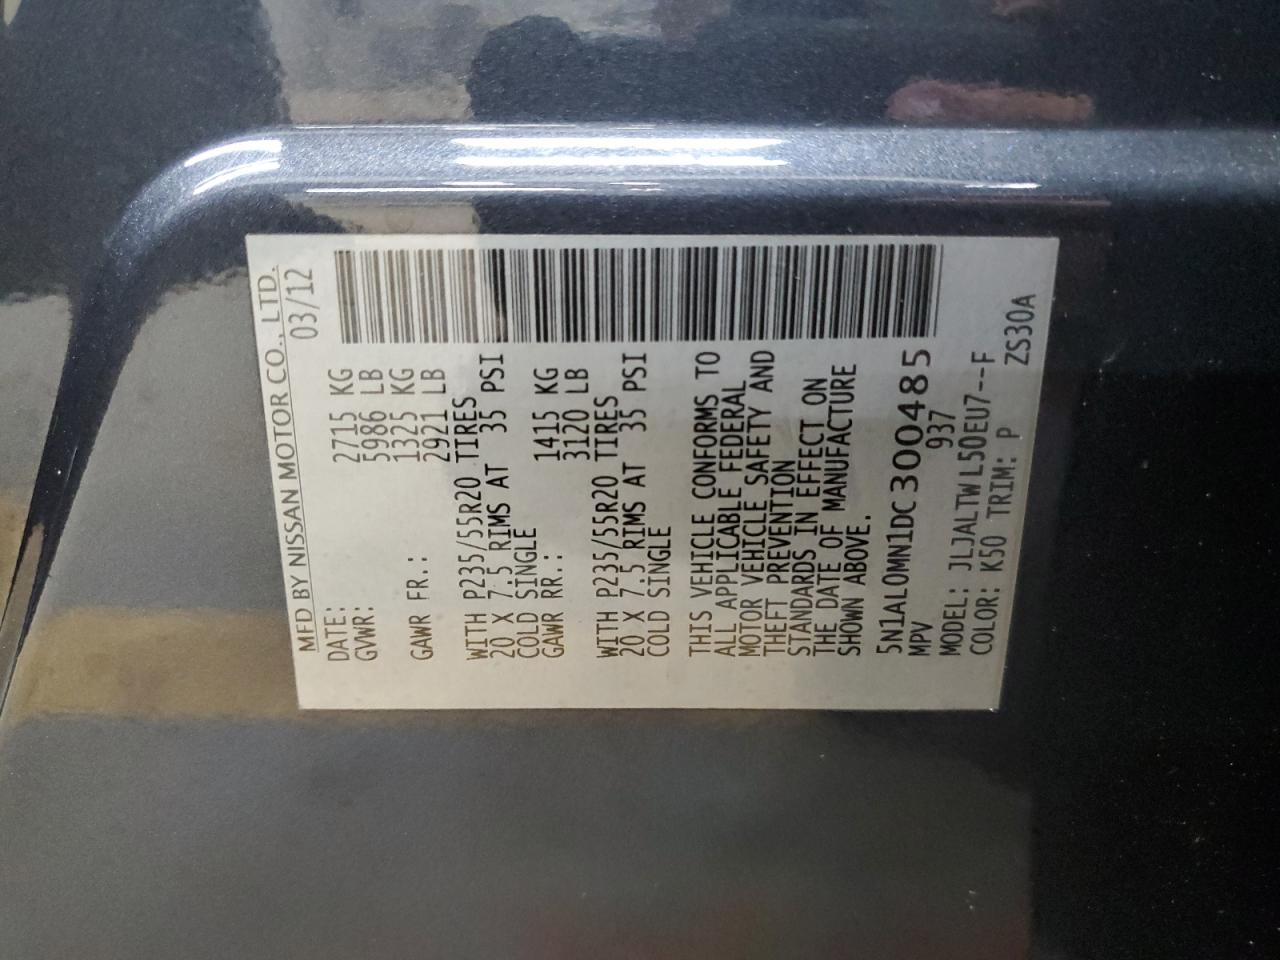 MFD BY NISSAN MOTOR CO., LTD.
DATE: 03/12
GVWR: 2715 KG
5986 LB
GAWR FR.: 1325 KG
2921 LB
WITH P235/55R20 TIRES
20 X 7.5 RIMS AT 35 PSI
COLD SINGLE
GAWR RR.: 1415 KG
3120 LB
WITH P235/55R20 TIRES
20 X 7.5 RIMS AT 35 PSI
COLD SINGLE
THIS VEHICLE CONFORMS TO
ALL APPLICABLE FEDERAL
MOTOR VEHICLE SAFETY AND
THEFT PREVENTION
STANDARDS IN EFFECT ON
THE DATE OF MANUFACTURE
SHOWN ABOVE.
5N1AL0MN1DC300485
MPV 937
MODEL: JLJALTWL50EU7--F
COLOR: K50 TRIM: P ZS30A